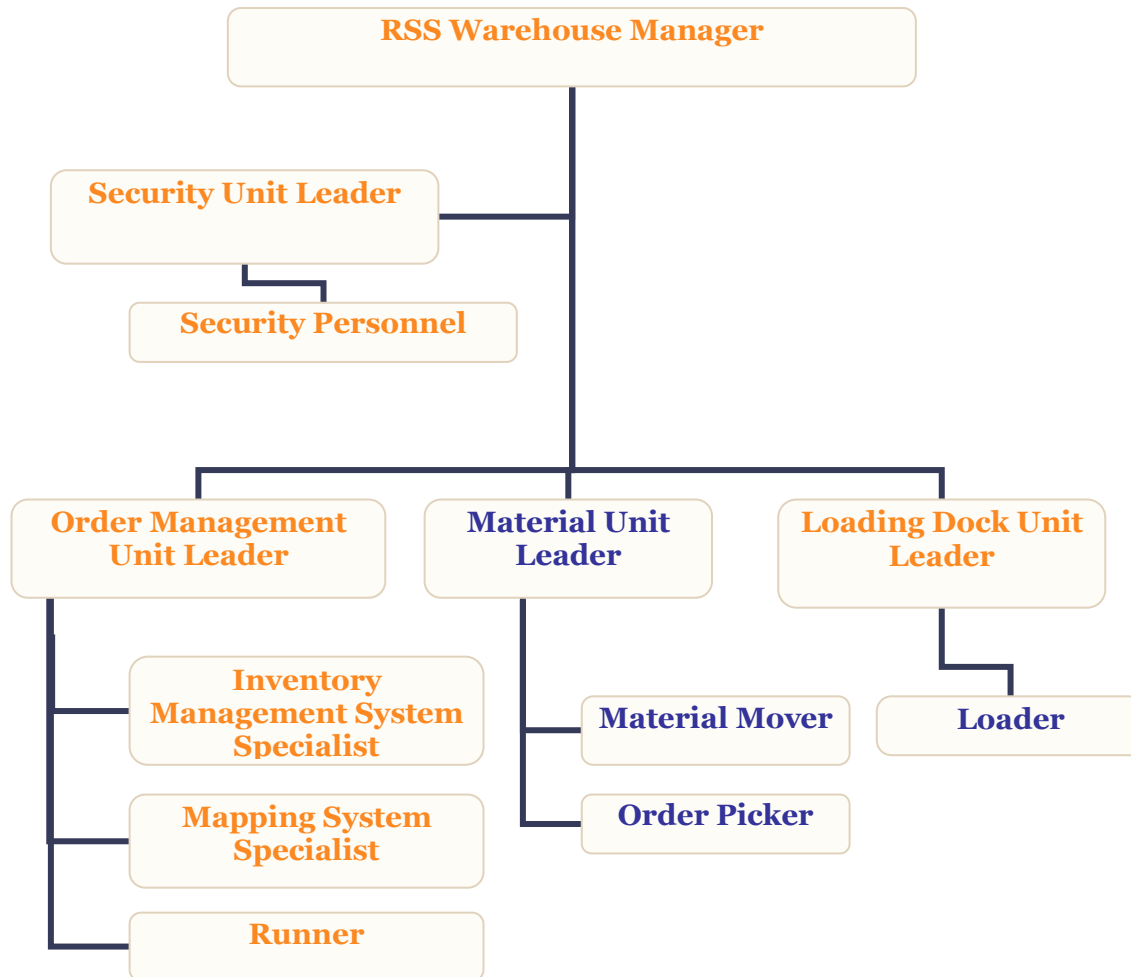 RSS Warehouse Manager
Security Unit Leader
Security Personnel
Order Management
Unit Leader
Material Unit
Leader
Loading Dock Unit
Leader
Inventory
Management System
Specialist
Material Mover
Loader
Mapping System
Specialist
Order Picker
Runner